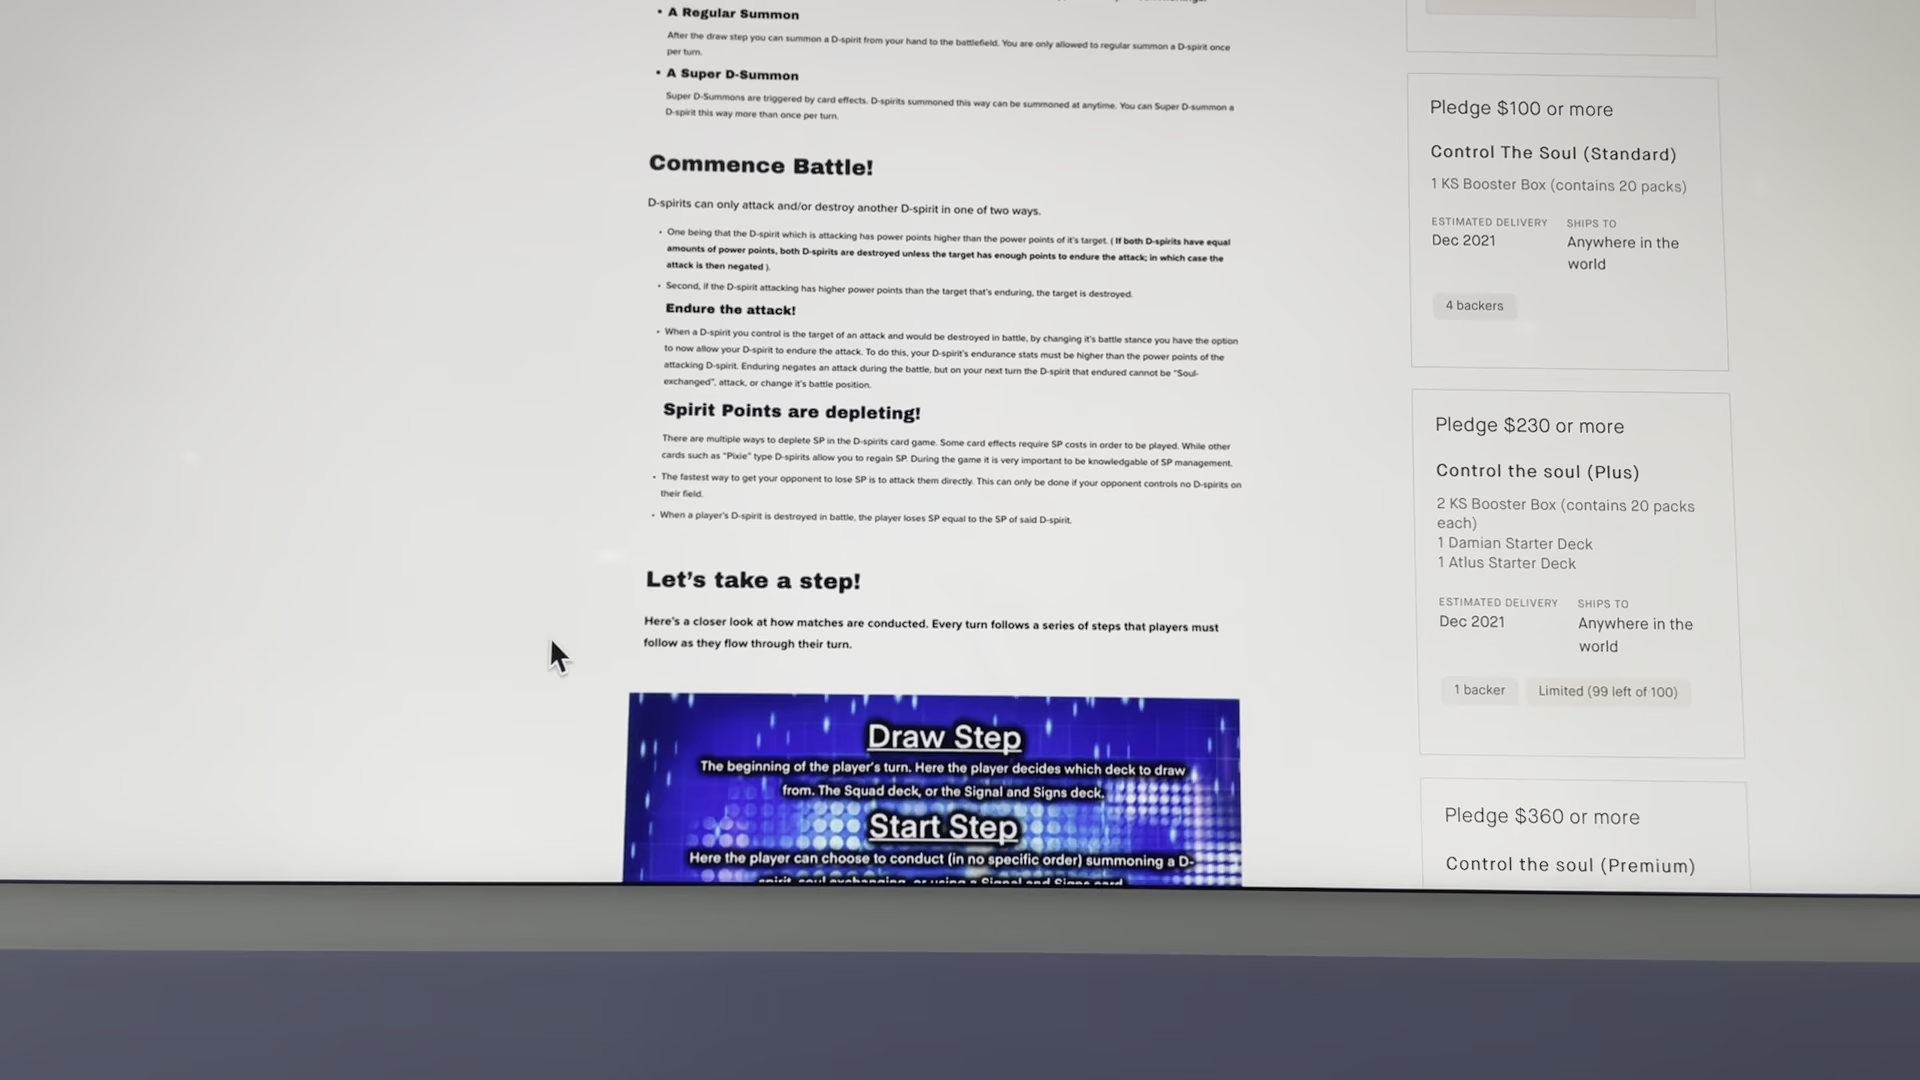 • A Regular Summon
After the draw step you can summon a D-spirit from your hand to the battlefield. You are only allowed to regular summon a D-spirit once
per turn.
• A Super D-Summon
Super D-Summons are triggered by card effects. D-spirits summoned this way can be summoned at anytime. You can Super D-summon a
D-spirit this way more than once per turn.
Commence Battle!
D-spirits can only attack and/or destroy another D-spirit in one of two ways.
• One being that the D-spirit which is attacking has power points higher than the power points of it's target. ( If both D-spirits have equal
amounts of power points, both D-spirits are destroyed unless the target has enough points to endure the attack; in which case the
attack is then negated ).
• Second, if the D-spirit attacking has higher power points than the target that's enduring, the target is destroyed.
Endure the attack!
• When a D-spirit you control is the target of an attack and would be destroyed in battle, by changing it's battle stance you have the option
to now allow your D-spirit to endure the attack. To do this, your D-spirit's endurance stats must be higher than the power points of the
attacking D-spirit. Enduring negates an attack during the battle, but on your next turn the D-spirit that endured cannot be "Soul-
exchanged", attack, or change it's battle position.
Spirit Points are depleting!
There are multiple ways to deplete SP in the D-spirits card game. Some card effects require SP costs in order to be played. While other
cards such as "Pixie" type D-spirits allow you to regain SP. During the game it is very important to be knowledgable of SP management.
• The fastest way to get your opponent to lose SP is to attack them directly. This can only be done if your opponent controls no D-spirits on
their field.
• When a player's D-spirit is destroyed in battle, the player loses SP equal to the SP of said D-spirit.
Let's take a step!
Here's a closer look at how matches are conducted. Every turn follows a series of steps that players must
follow as they flow through their turn.
Draw Step
The beginning of the player's turn. Here the player decides which deck to draw
from. The Squad deck, or the Signal and Signs deck.
Start Step
Here the player can choose to conduct (in no specific order) summoning a D-
spirit, soul exchanging, or using a Signal and Signs card
Pledge $100 or more
Control The Soul (Standard)
1 KS Booster Box (contains 20 packs)
ESTIMATED DELIVERY
Dec 2021
SHIPS TO
Anywhere in the
world
4 backers
Pledge $230 or more
Control the soul (Plus)
2 KS Booster Box (contains 20 packs
each)
1 Damian Starter Deck
1 Atlus Starter Deck
ESTIMATED DELIVERY
Dec 2021
SHIPS TO
Anywhere in the
world
1 backer
Limited (99 left of 100)
Pledge $360 or more
Control the soul (Premium)